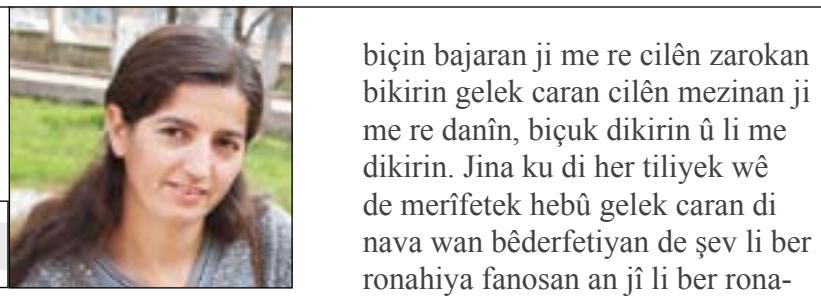 biçin bajaran ji me re cilên zarokan
bikirin gelek caran cilên mezinan ji
me re danîn, biçuk dikirin û li me
dikirin. Jina ku di her tiliyek wê
de merîfetek hebû gelek caran di
nava wan bêderfetiyan de şev li ber
ronahiya fanosan an jî li ber rona-